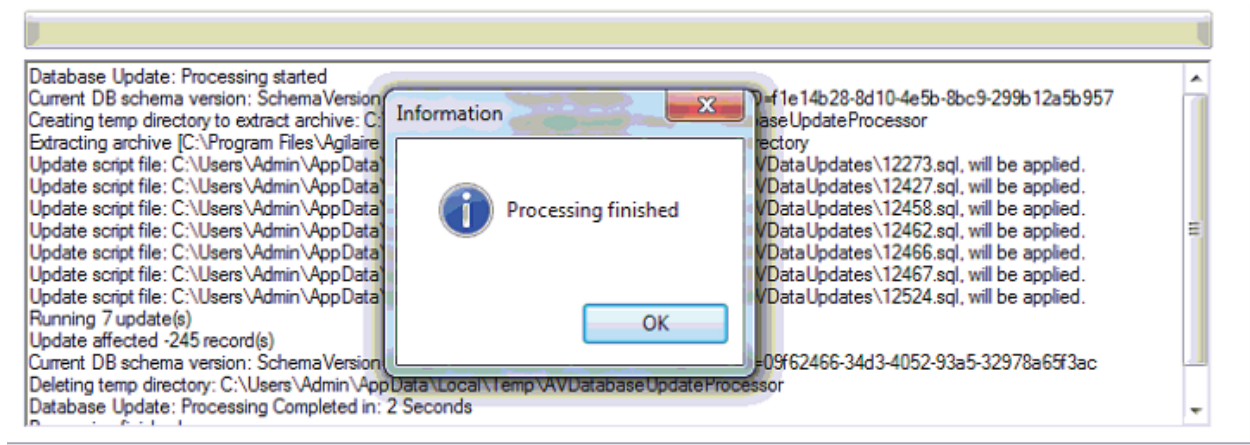 Database Update: Processing started
Current DB schema version: SchemaVersion =f1e14b28-8d10-4e5b-8bc9-299b12a5b957
Creating temp directory to extract archive: C: baseUpdateProcessor
Extracting archive [C:\Program Files\Agilaire rectory
Update script file: C:\Users\Admin\AppData\ VDataUpdates\12273.sql, will be applied.
Update script file: C:\Users\Admin\AppData\ VDataUpdates\12427.sql, will be applied.
Update script file: C:\Users\Admin\AppData\ VDataUpdates\12458.sql, will be applied.
Update script file: C:\Users\Admin\AppData\ VDataUpdates\12462.sql, will be applied.
Update script file: C:\Users\Admin\AppData\ VDataUpdates\12466.sql, will be applied.
Update script file: C:\Users\Admin\AppData\ VDataUpdates\12467.sql, will be applied.
Update script file: C:\Users\Admin\AppData\ VDataUpdates\12524.sql, will be applied.
Running 7 update(s)
Update affected -245 record(s)
Current DB schema version: SchemaVersion =09f62466-34d3-4052-93a5-32978a65f3ac
Deleting temp directory: C:\Users\Admin\AppData\Local\Temp\AVDatabaseUpdateProcessor
Database Update: Processing Completed in: 2 Seconds
Information
Processing finished
OK